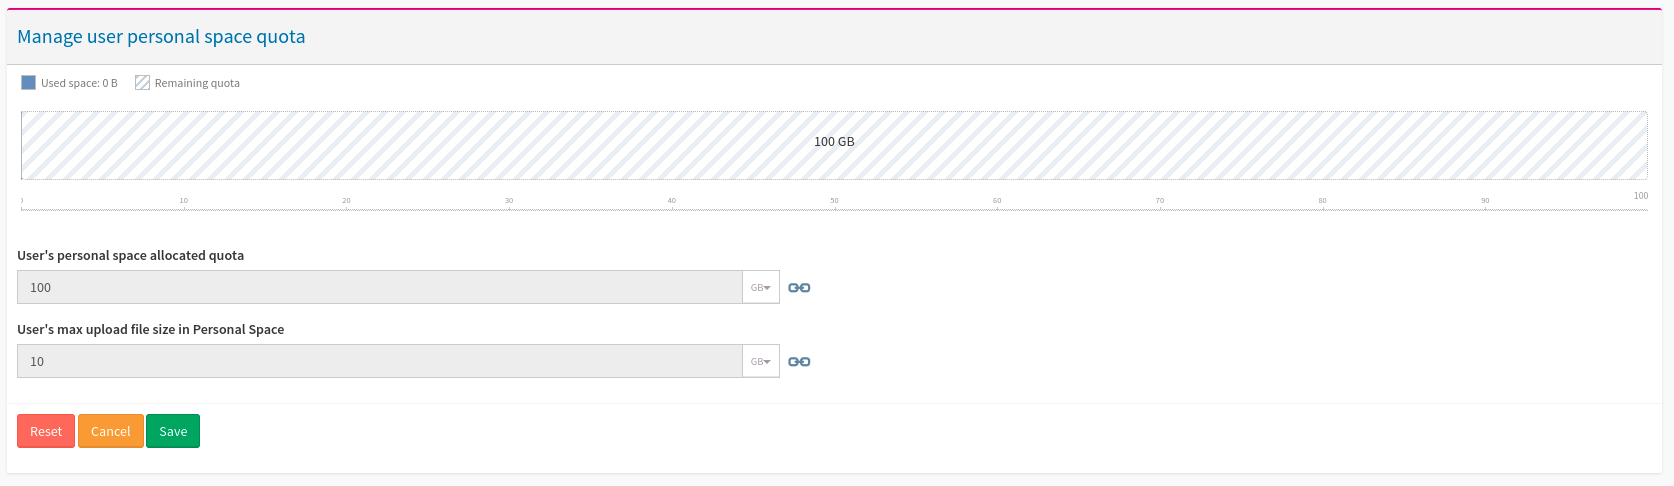 Manage user personal space quota
Used space: 0 B Remaining quota
100 GB
0 10 20 30 40 50 60 70 80 90 100
User's personal space allocated quota
100 GB
User's max upload file size in Personal Space
10 GB
Reset Cancel Save